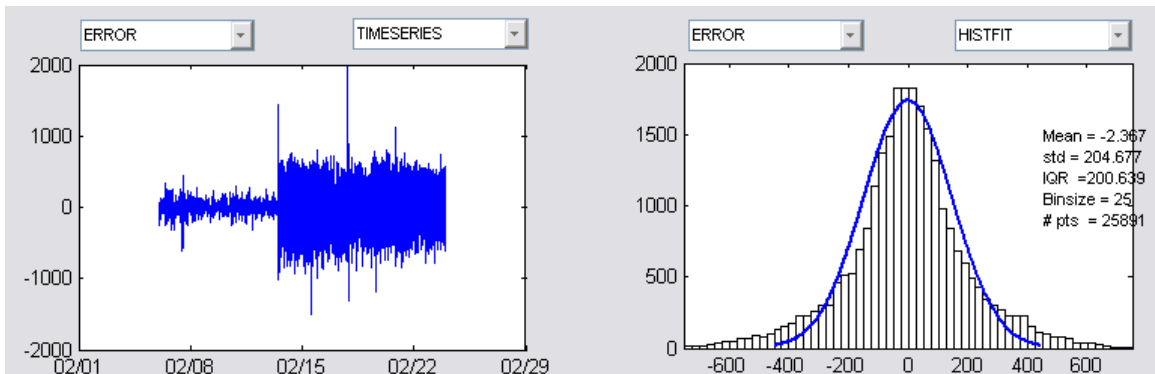 ERROR
TIMESERIES
2000
1000
0
-1000
-2000
02/01
02/08
02/15
02/22
02/29
ERROR
HISTFIT
2000
1500
1000
500
0
Mean = -2.367
std = 204.677
IQR =200.639
Binsize = 25
# pts = 25891
-600
-400
-200
0
200
400
600